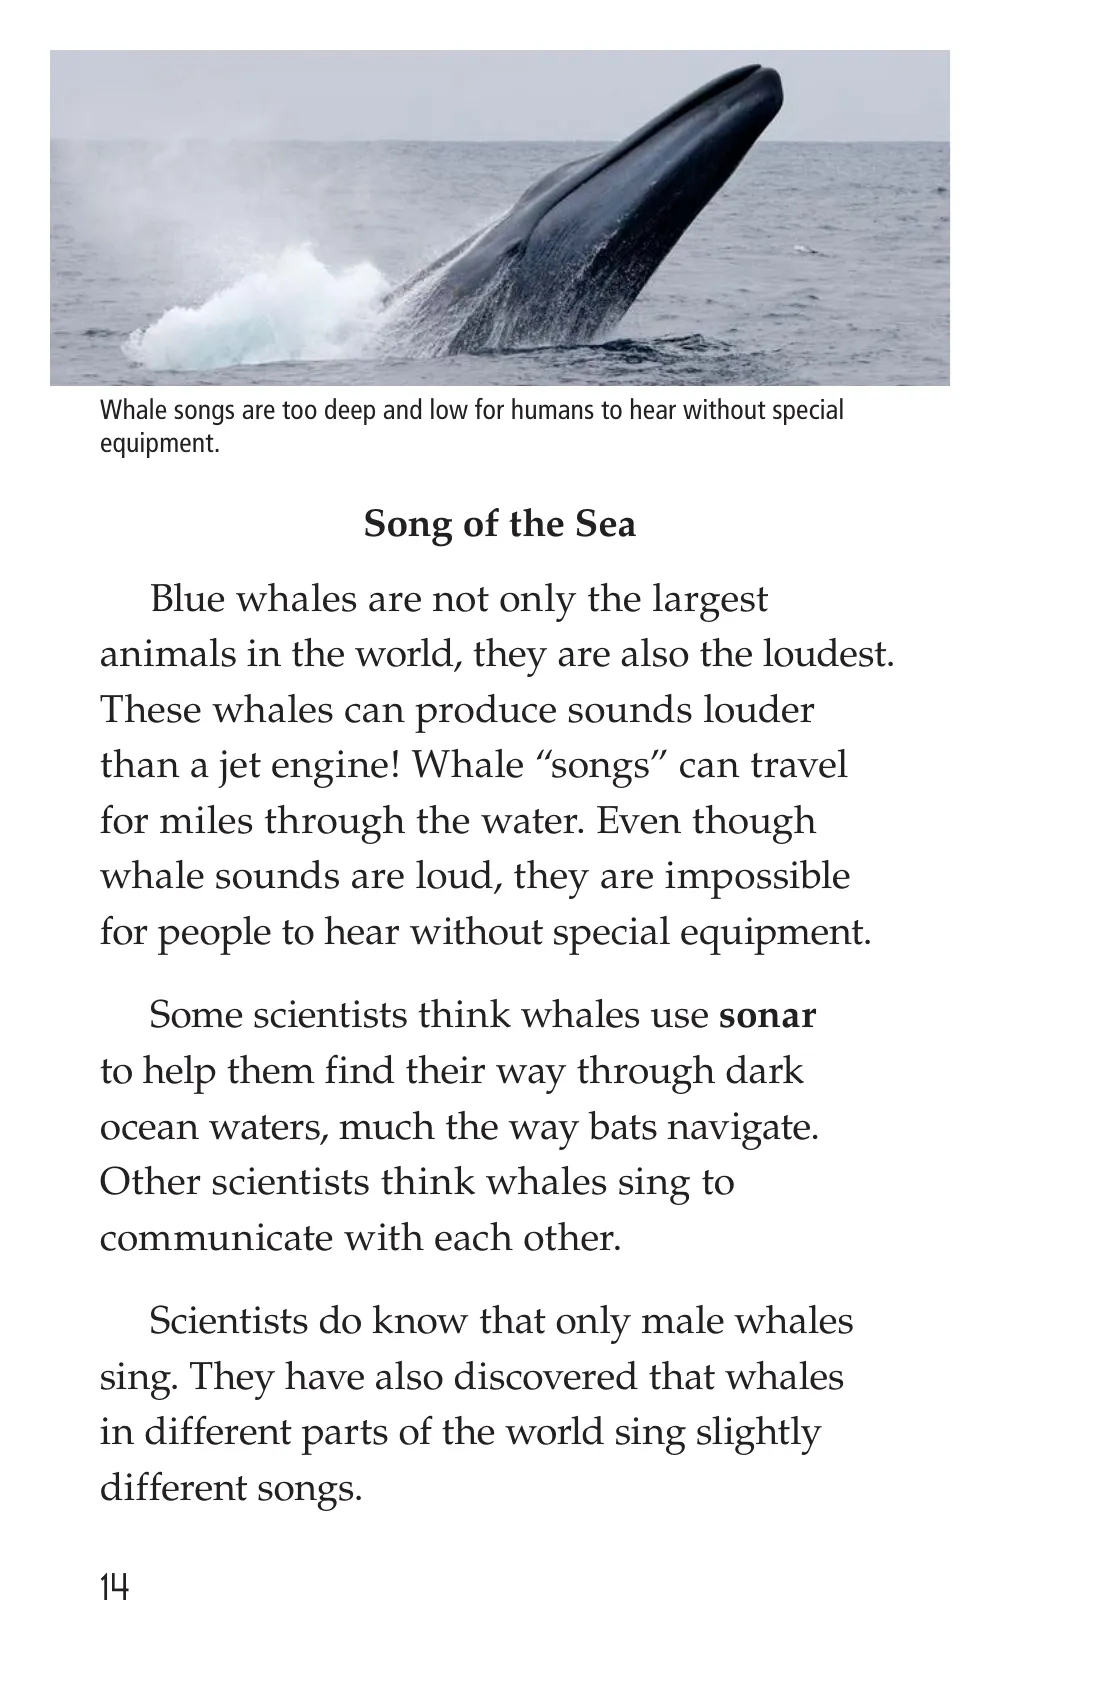 Whale songs are too deep and low for humans to hear without special
equipment.
Song of the Sea
Blue whales are not only the largest
animals in the world, they are also the loudest.
These whales can produce sounds louder
than a jet engine! Whale “songs” can travel
for miles through the water. Even though
whale sounds are loud, they are impossible
for people to hear without special equipment.
Some scientists think whales use sonar
to help them find their way through dark
ocean waters, much the way bats navigate.
Other scientists think whales sing to
communicate with each other.
Scientists do know that only male whales
sing. They have also discovered that whales
in different parts of the world sing slightly
different songs.
14